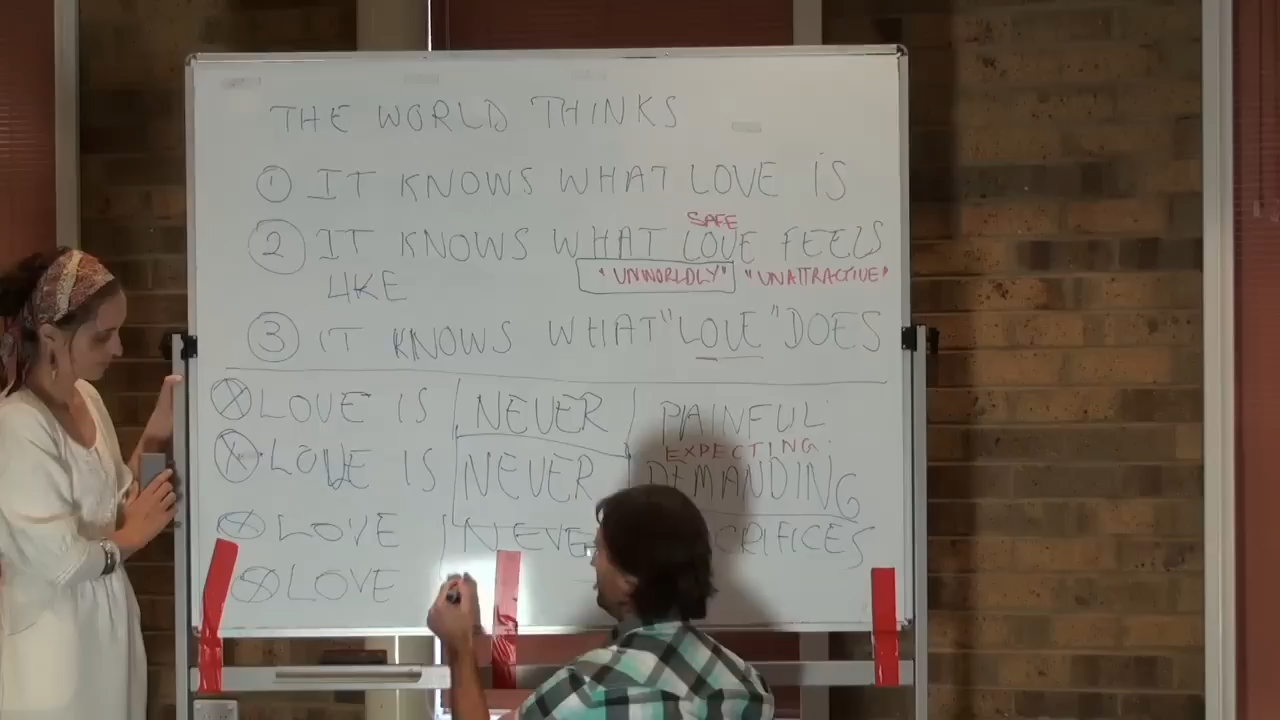 THE WORLD THINKS
① IT KNOWS WHAT LOVE IS
SAFE
② IT KNOWS WHAT LOVE FEELS
LIKE "UNWORLDLY" "UNATTRACTIVE"
③ IT KNOWS WHAT "LOVE" DOES
LOVE IS NEVER PAINFUL
EXPECTING
LOVE IS NEVER DEMANDING
LOVE
LOVE